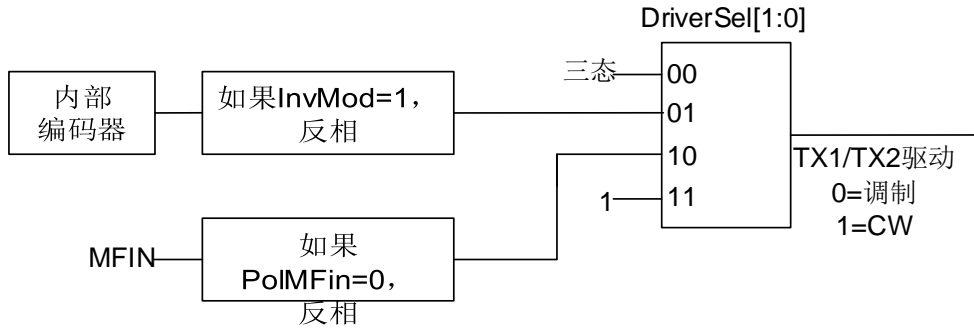 DriverSel[1:0]
三态
00
内部
编码器
如果InvMod=1，
反相
01
10
TX1/TX2驱动
0=调制
1=CW
1
11
MFIN
如果
PolMFin=0，
反相